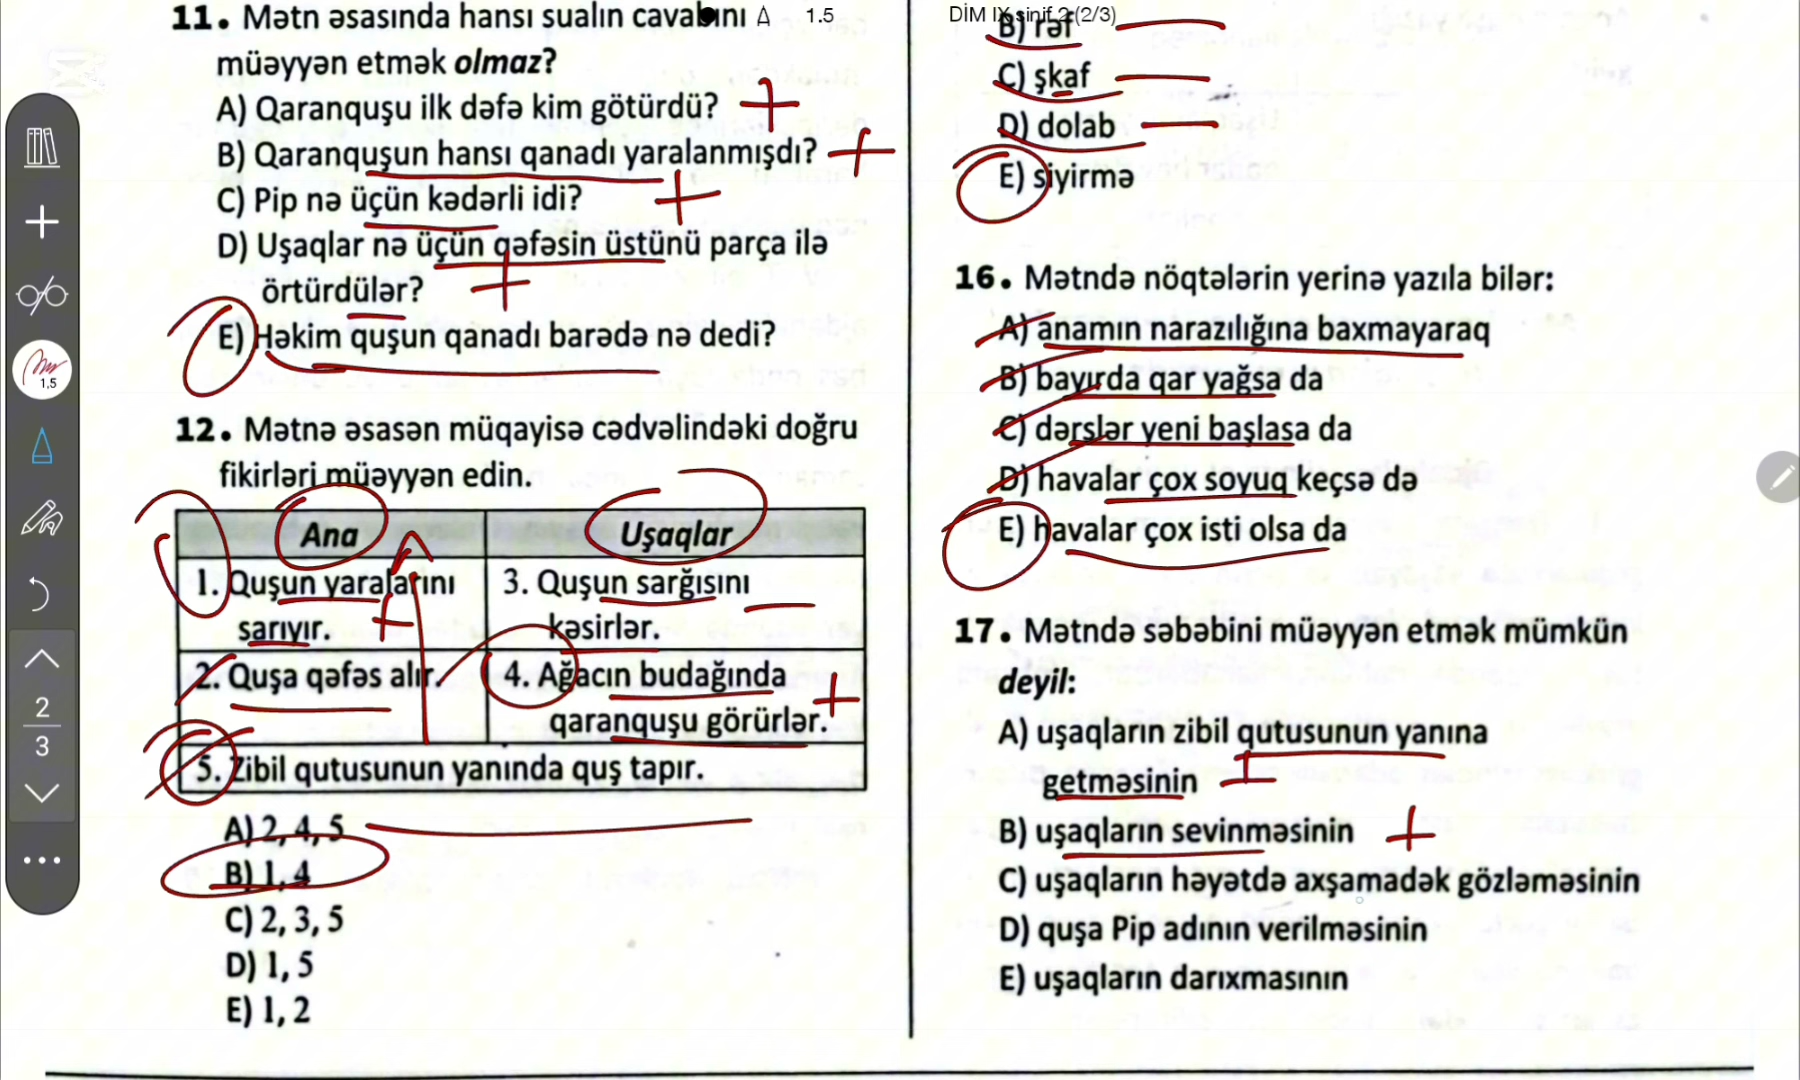 11. Mətn əsasında hansı sualın cavabını
müəyyən etmək olmaz?
A) Qaranquşu ilk dəfə kim götürdü?
B) Qaranquşun hansı qanadı yaralanmışdı?
C) Pip nə üçün kədərli idi?
D) Uşaqlar nə üçün qəfəsin üstünü parça ilə
örtürdülər?
E) Həkim quşun qanadı barədə nə dedi?
12. Mətnə əsasən müqayisə cədvəlindəki doğru
fikirləri müəyyən edin.
Ana
Uşaqlar
1. Quşun yaralarını
sarıyır.
3. Quşun sarğısını
kəsirlər.
2. Quşa qəfəs alır.
4. Ağacın budağında
qaranquşu görürlər.
5. Zibil qutusunun yanında quş tapır.
A) 2, 4, 5
B) 1, 4
C) 2, 3, 5
D) 1, 5
E) 1, 2
1.5
DİM IX sinif 2 (2/3)
B) rəf
C) şkaf
D) dolab
E) siyirmə
16. Mətndə nöqtələrin yerinə yazıla bilər:
A) anamın narazılığına baxmayaraq
B) bayırda qar yağsa da
C) dərslər yeni başlasa da
D) havalar çox soyuq keçsə də
E) havalar çox isti olsa da
17. Mətndə səbəbini müəyyən etmək mümkün
deyil:
A) uşaqların zibil qutusunun yanına
getməsinin
B) uşaqların sevinməsinin
C) uşaqların həyətdə axşamadək gözləməsinin
D) quşa Pip adının verilməsinin
E) uşaqların darıxmasının
1.5
2
3